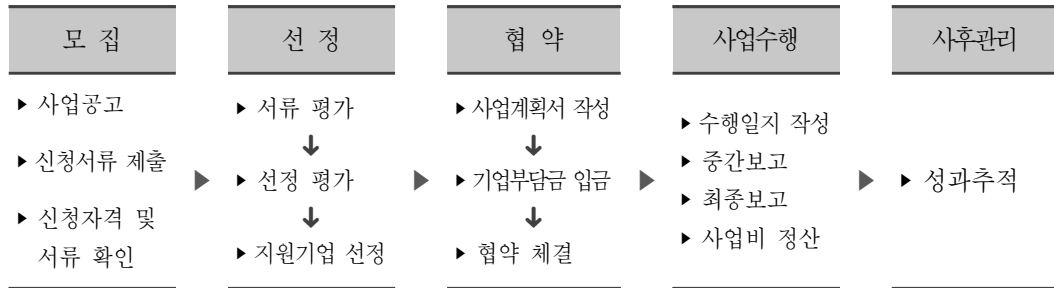 모 집
▶ 사업공고
▶ 신청서류 제출
▶ 신청자격 및
서류 확인
선 정
▶ 서류 평가
▶ 선정 평가
▶ 지원기업 선정
협 약
▶ 사업계획서 작성
▶ 기업부담금 입금
▶ 협약 체결
사업수행
▶ 수행일지 작성
▶ 중간보고
▶ 최종보고
▶ 사업비 정산
사후관리
▶ 성과추적